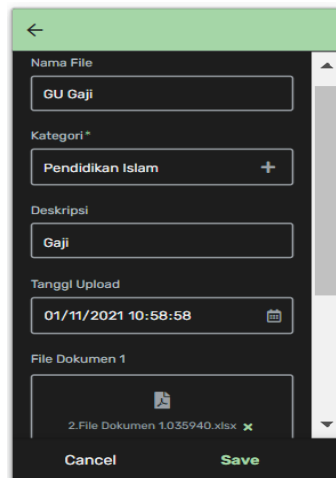 Nama File
GU Gaji
Kategori*
Pendidikan Islam
Deskripsi
Gaji
Tanggl Upload
01/11/2021 10:58:58
File Dokumen 1
2.File Dokumen 1.035940.xlsx
Cancel Save